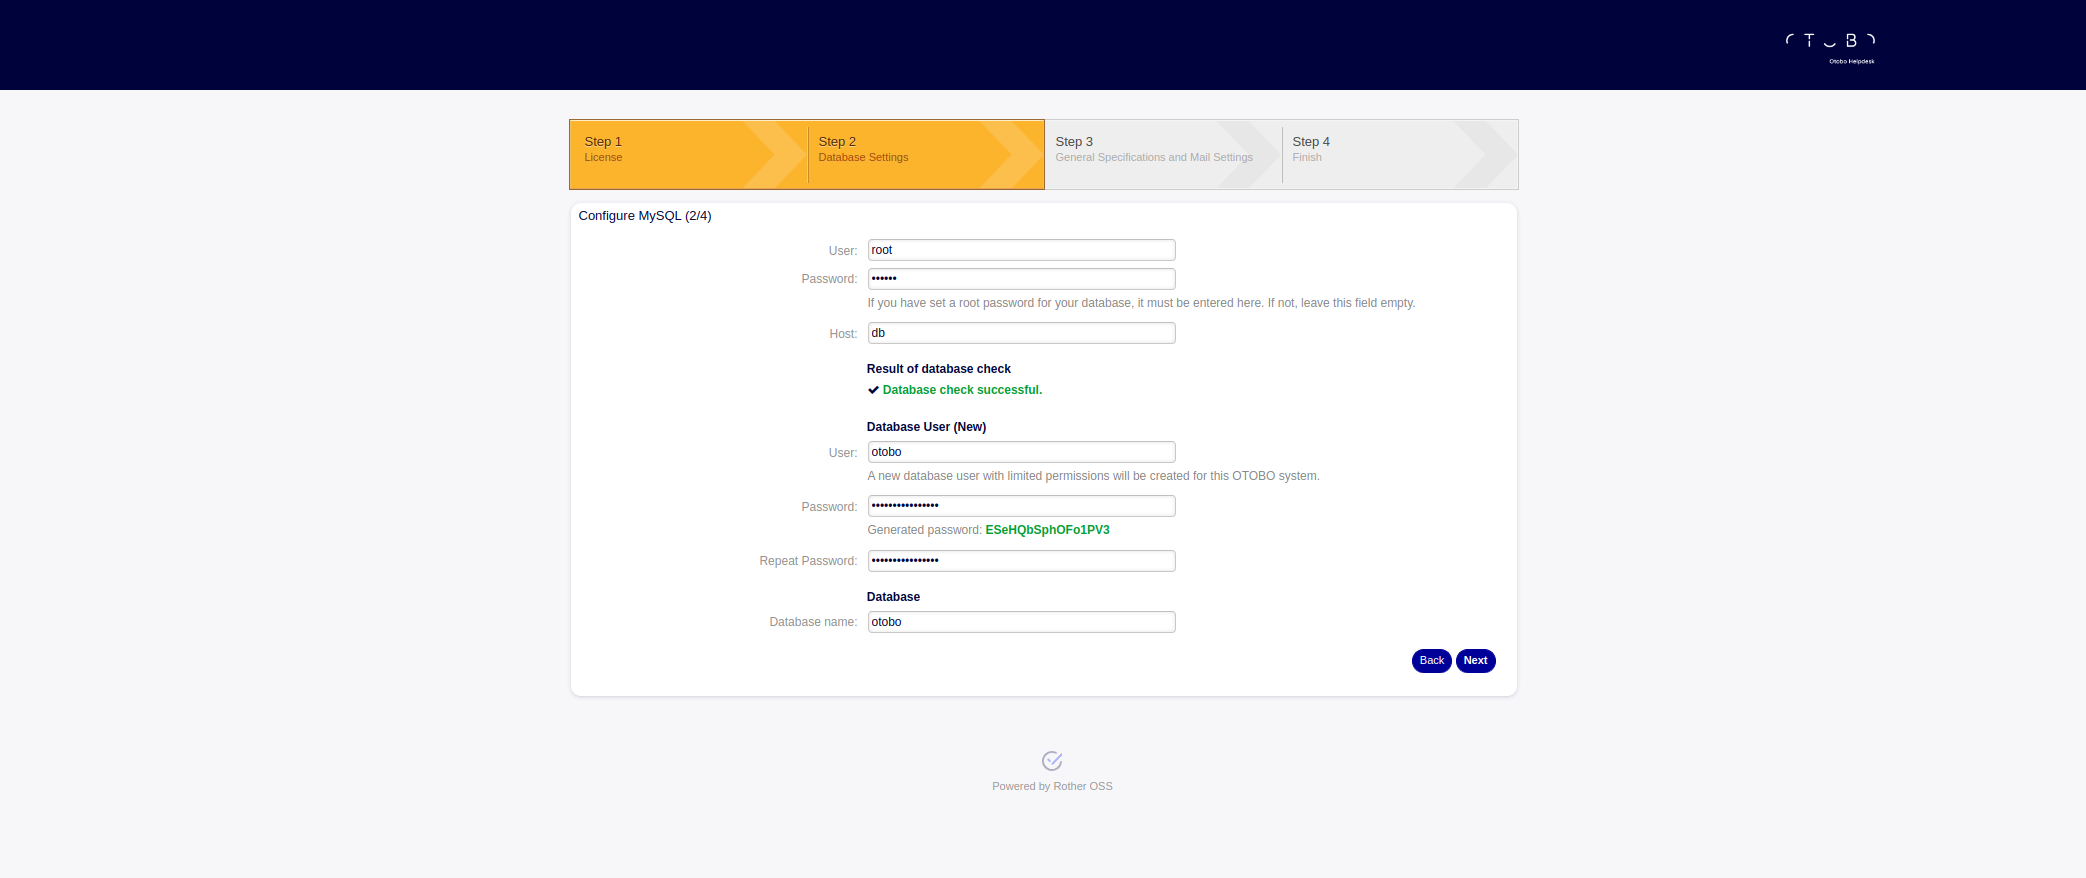 OTOBO
Otobo Helpdesk
Step 1
License
Step 2
Database Settings
Step 3
General Specifications and Mail Settings
Step 4
Finish
Configure MySQL (2/4)
User: root
Password: ••••••
If you have set a root password for your database, it must be entered here. If not, leave this field empty.
Host: db
Result of database check
Database check successful.
Database User (New)
User: otobo
A new database user with limited permissions will be created for this OTOBO system.
Password: ••••••••••••••••
Generated password: ESeHQbSphOFo1PV3
Repeat Password: ••••••••••••••••
Database
Database name: otobo
Back Next
Powered by Rother OSS